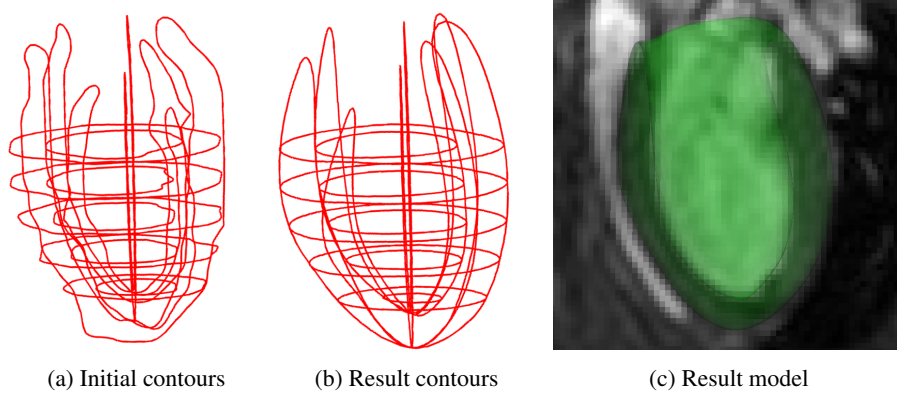 (a) Initial contours
(b) Result contours
(c) Result model